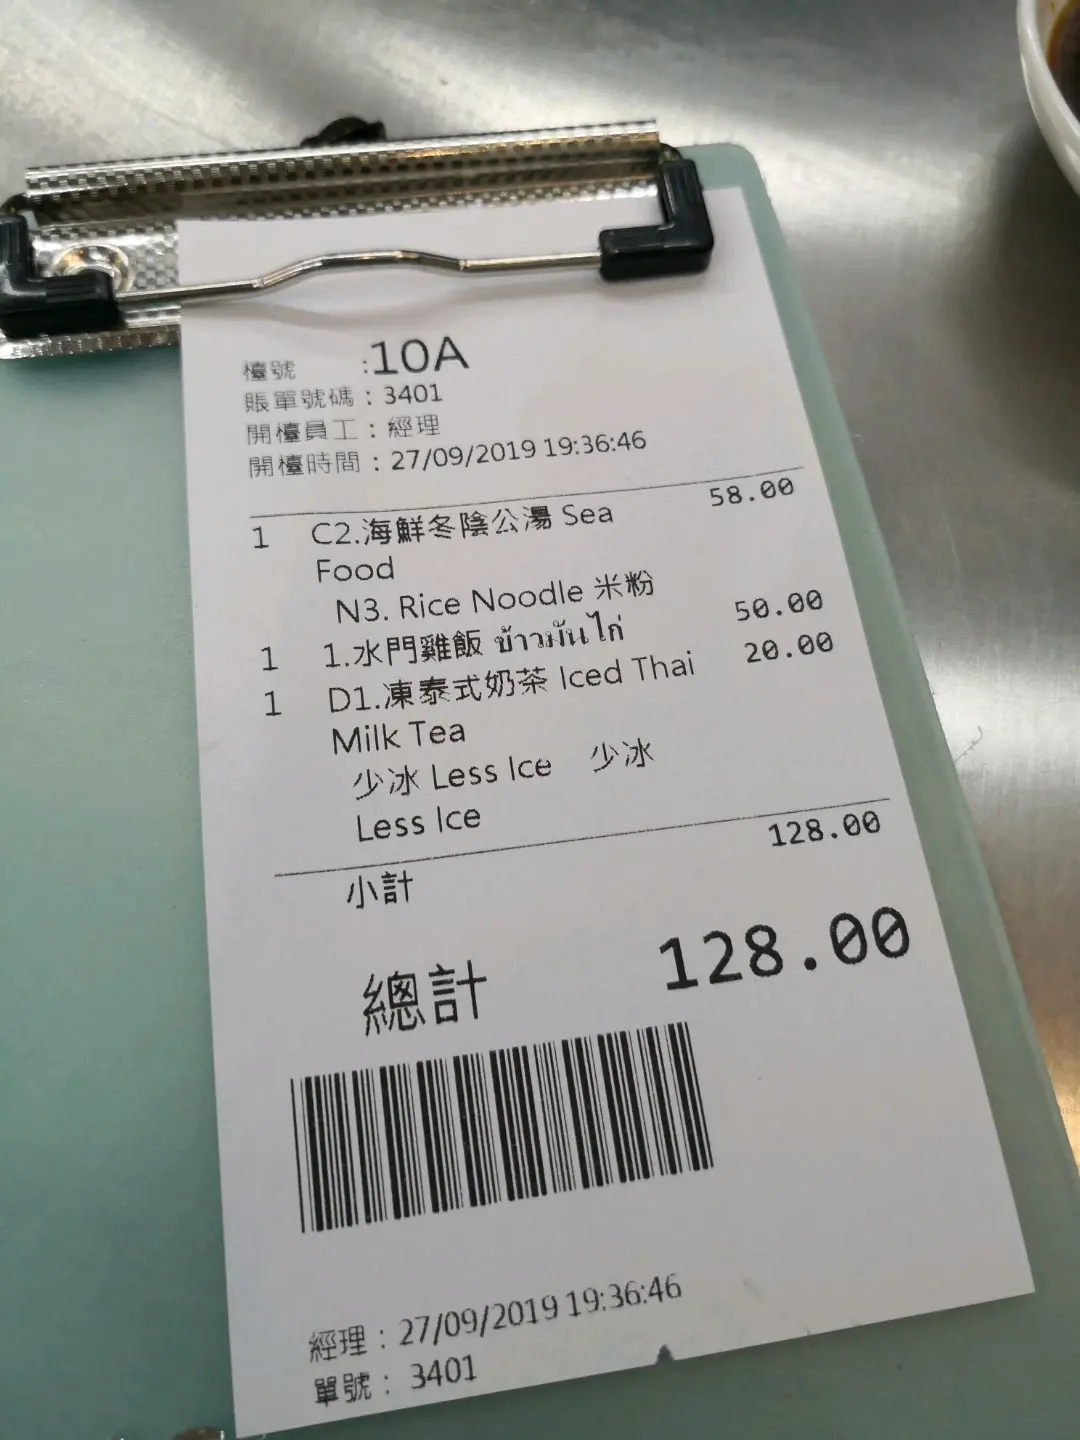 檯號 :10A
賬單號碼 : 3401
開檯員工 : 經理
開檯時間 : 27/09/2019 19:36:46
1 C2.海鮮冬陰公湯 Sea 58.00
Food
N3. Rice Noodle 米粉
1 1.水門雞飯 ข้าวมันไก่ 50.00
1 D1.凍泰式奶茶 Iced Thai 20.00
Milk Tea
少冰 Less Ice 少冰
Less Ice
小計 128.00
總計 128.00
經理 : 27/09/2019 19:36:46
單號 : 3401